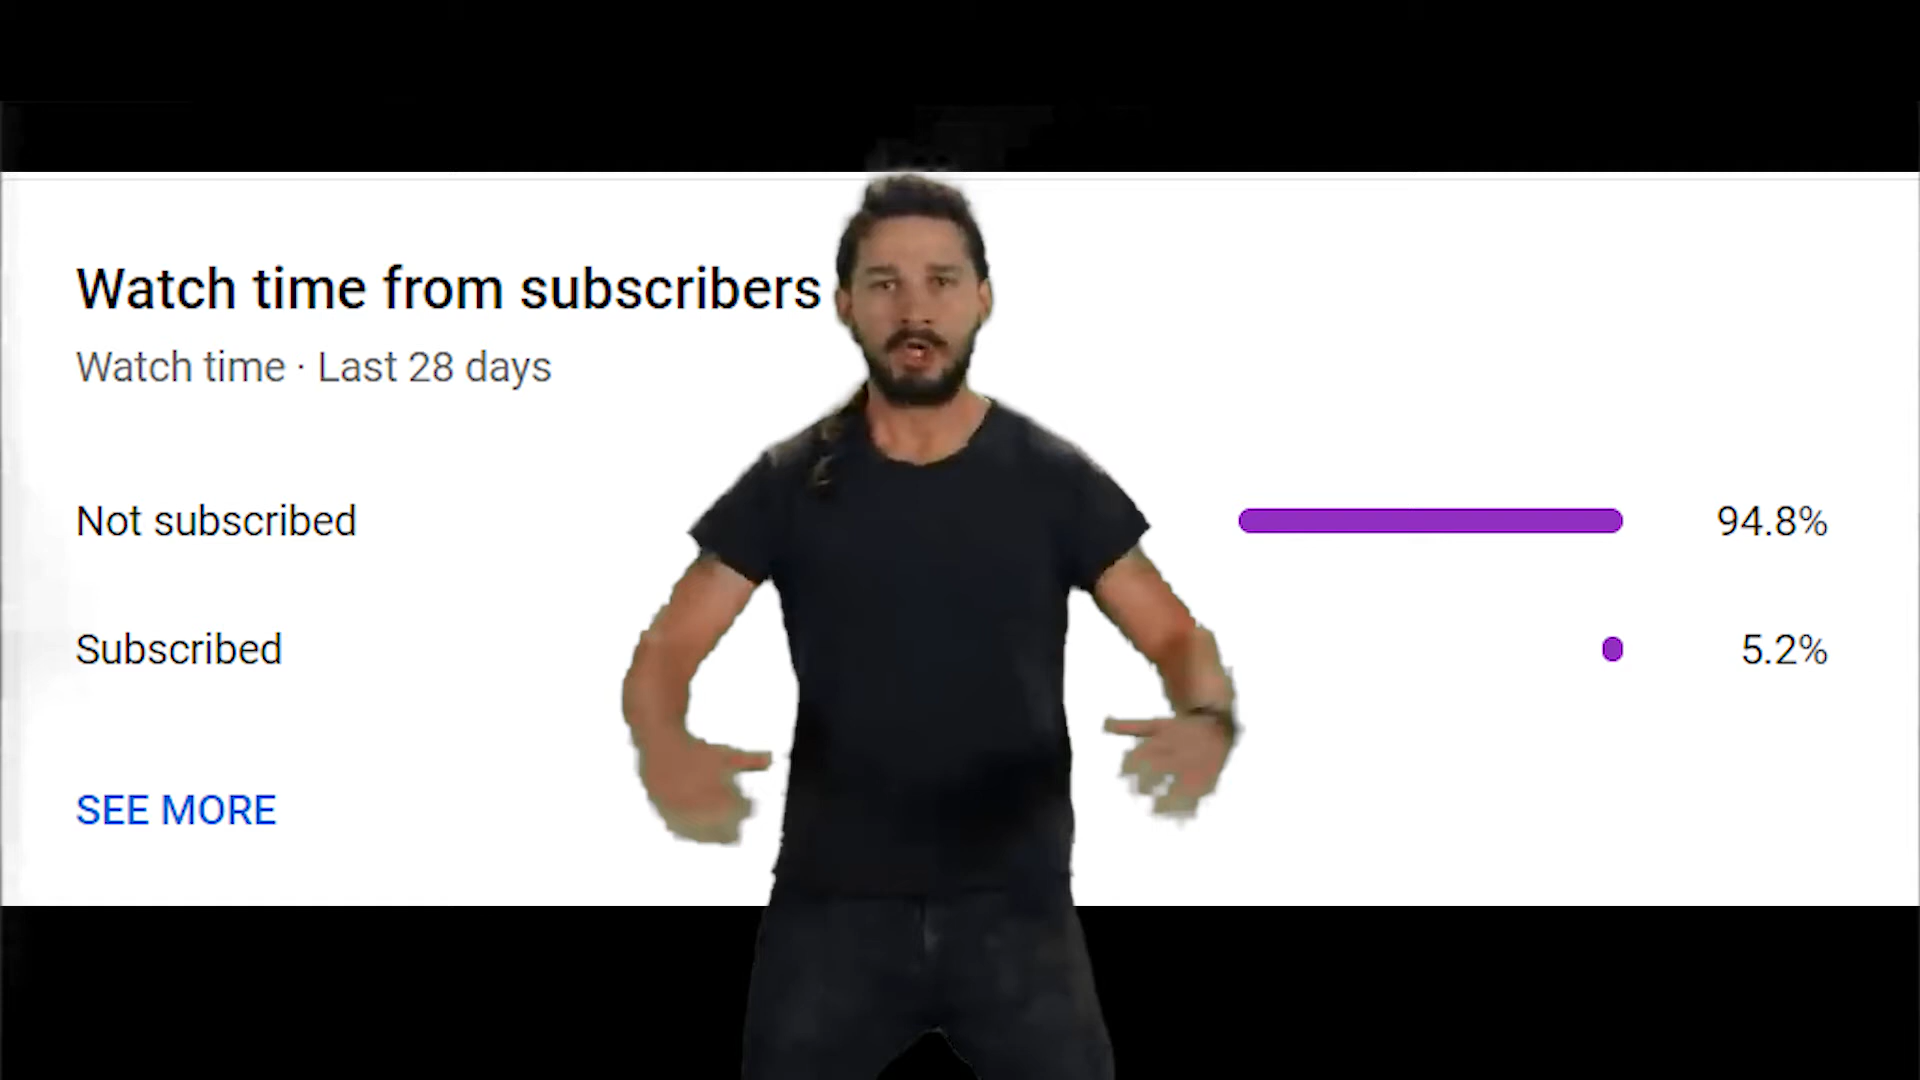 Watch time from subscribers
Watch time · Last 28 days
Not subscribed 94.8%
Subscribed 5.2%
SEE MORE